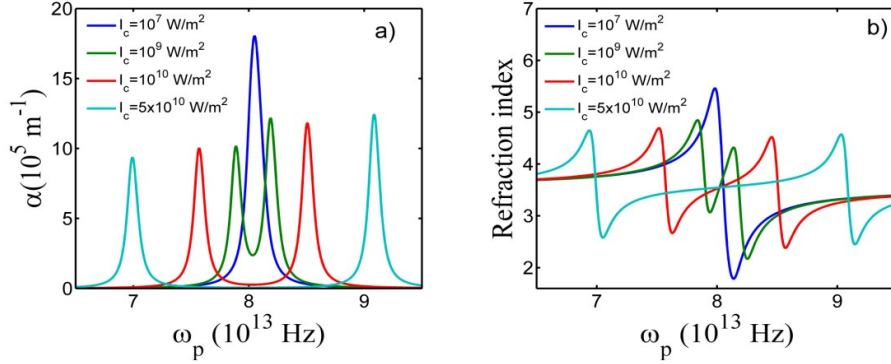 a)
I_c=10^7 W/m^2
I_c=10^9 W/m^2
I_c=10^10 W/m^2
I_c=5x10^10 W/m^2
α(10^5 m^-1)
20
15
10
5
0
7 8 9
ω_p (10^13 Hz)
b)
I_c=10^7 W/m^2
I_c=10^9 W/m^2
I_c=10^10 W/m^2
I_c=5x10^10 W/m^2
Refraction index
7
6
5
4
3
2
7 8 9
ω_p (10^13 Hz)